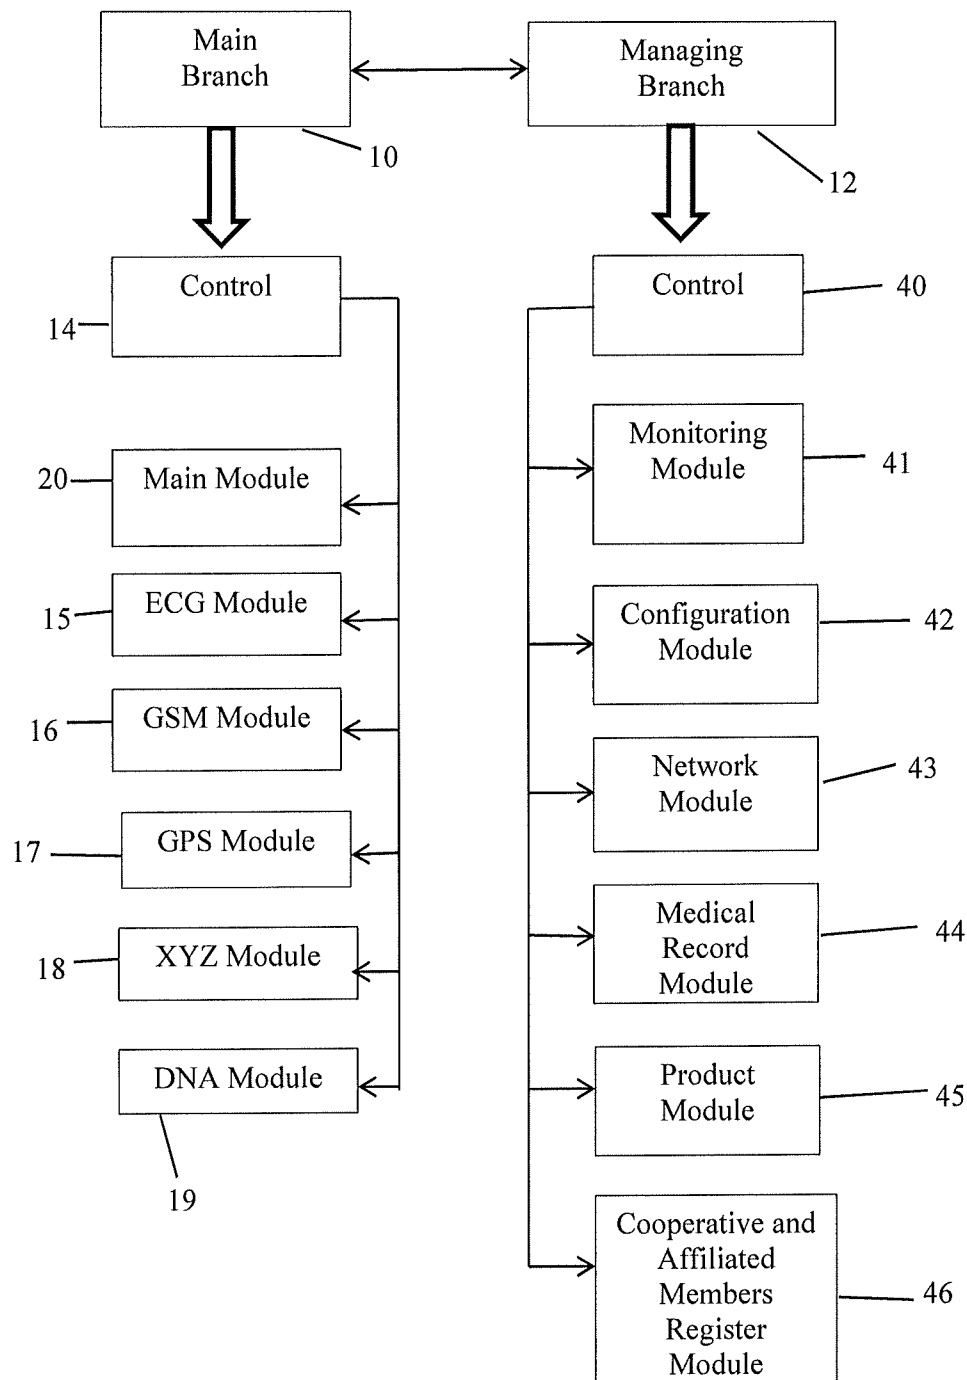 Main
Branch
Managing
Branch
10
12
Control
14
Control
40
20
Main Module
Monitoring
Module
41
15
ECG Module
Configuration
Module
42
16
GSM Module
Network
Module
43
17
GPS Module
Medical
Record
Module
44
18
XYZ Module
DNA Module
19
Product
Module
45
Cooperative and
Affiliated
Members
Register
Module
46